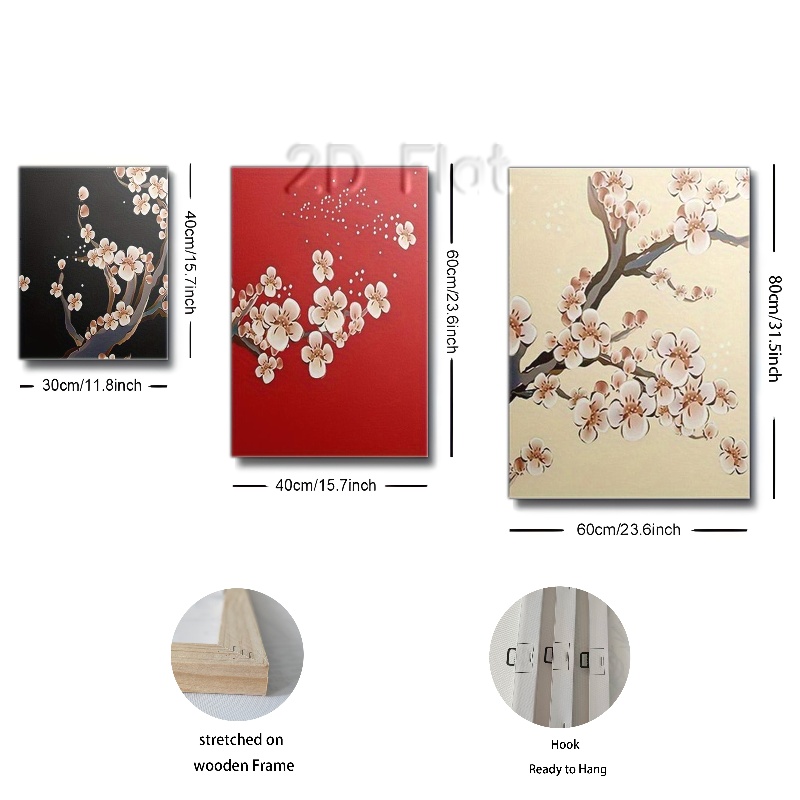 2D Flat
40cm/15.7inch
30cm/11.8inch
60cm/23.6inch
40cm/15.7inch
80cm/31.5inch
60cm/23.6inch
stretched on
wooden Frame
Hook
Ready to Hang